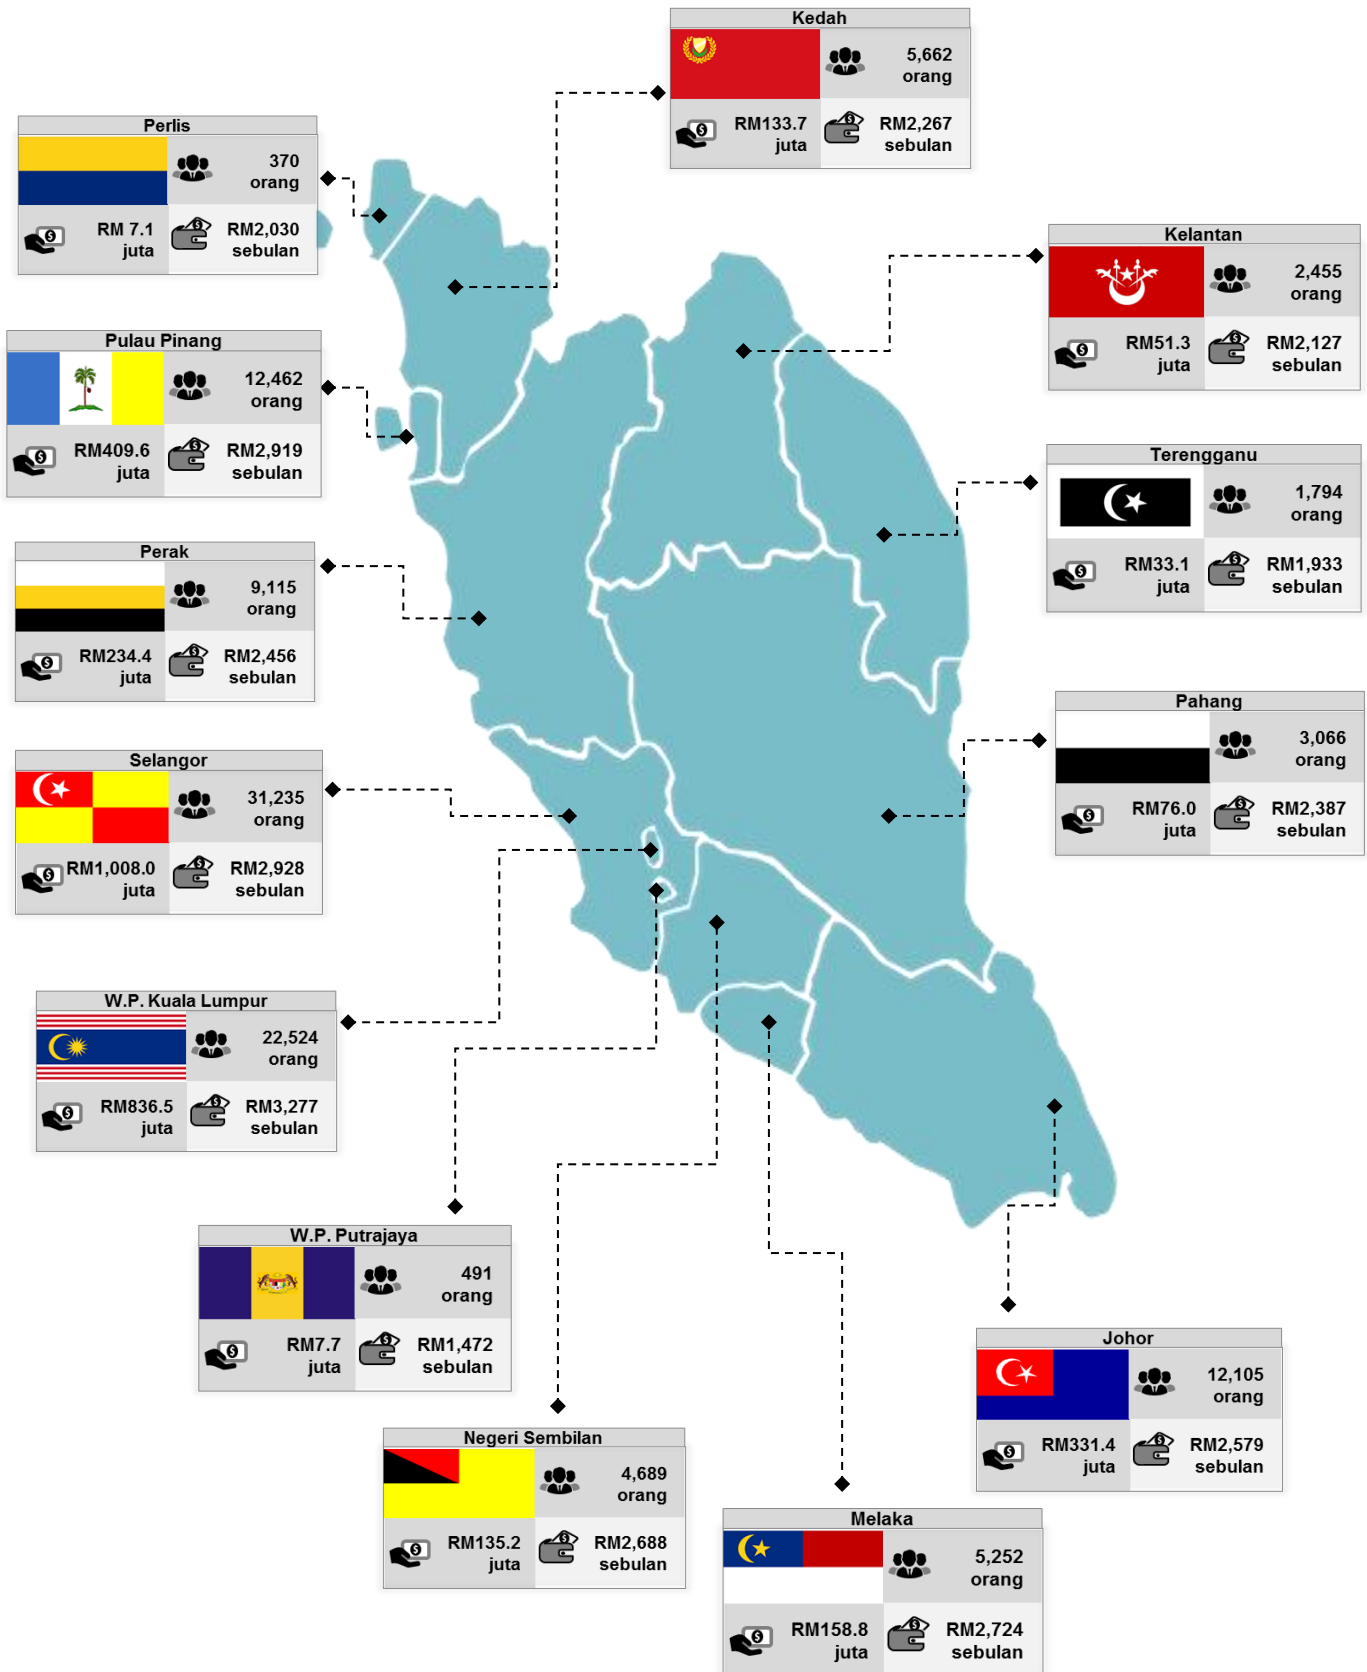 Kedah
5,662
orang
RM133.7
juta
RM2,267
sebulan
Perlis
370
orang
RM 7.1
juta
RM2,030
sebulan
Kelantan
2,455
orang
RM51.3
juta
RM2,127
sebulan
Pulau Pinang
12,462
orang
RM409.6
juta
RM2,919
sebulan
Terengganu
1,794
orang
RM33.1
juta
RM1,933
sebulan
Perak
9,115
orang
RM234.4
juta
RM2,456
sebulan
Pahang
3,066
orang
RM76.0
juta
RM2,387
sebulan
Selangor
31,235
orang
RM1,008.0
juta
RM2,928
sebulan
W.P. Kuala Lumpur
22,524
orang
RM836.5
juta
RM3,277
sebulan
W.P. Putrajaya
491
orang
RM7.7
juta
RM1,472
sebulan
Johor
12,105
orang
RM331.4
juta
RM2,579
sebulan
Negeri Sembilan
4,689
orang
RM135.2
juta
RM2,688
sebulan
Melaka
5,252
orang
RM158.8
juta
RM2,724
sebulan